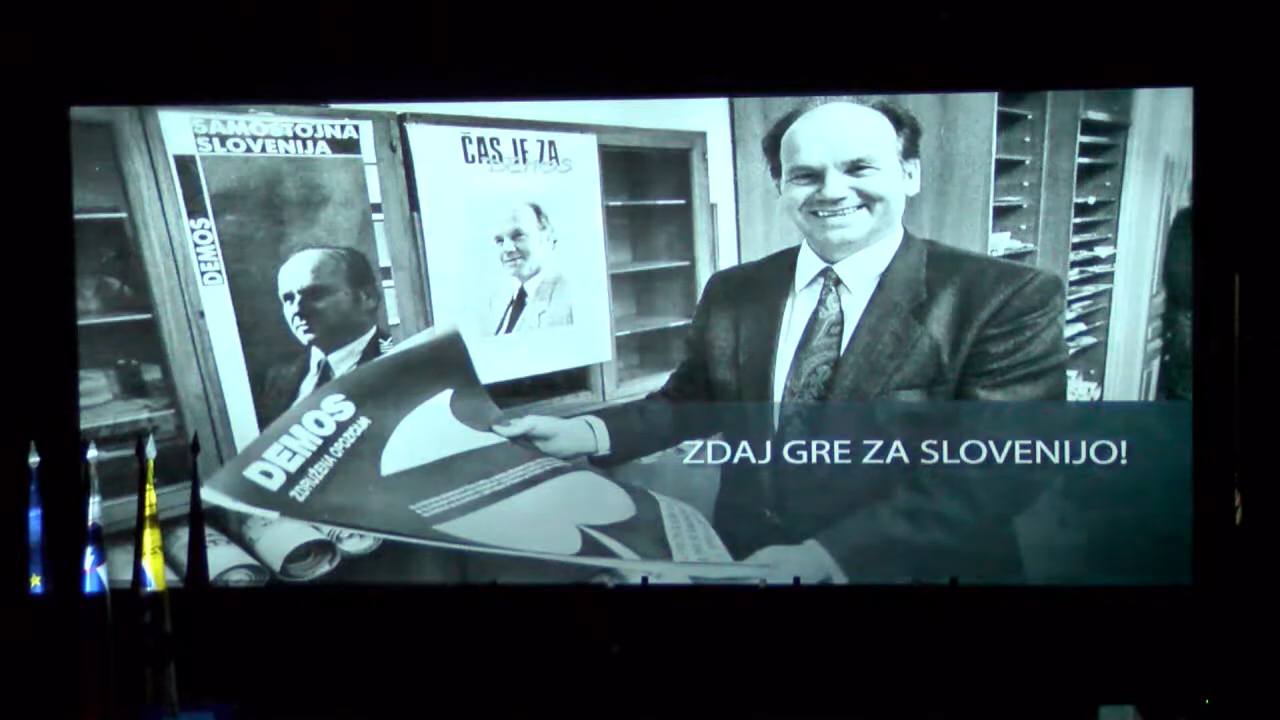 SAMOSTOJNA
SLOVENIJA
DEMOS
ČAS JE ZA
DEMOS
DEMOS
ZDRUŽENA OPOZICIJA
ZDAJ GRE ZA SLOVENIJO!